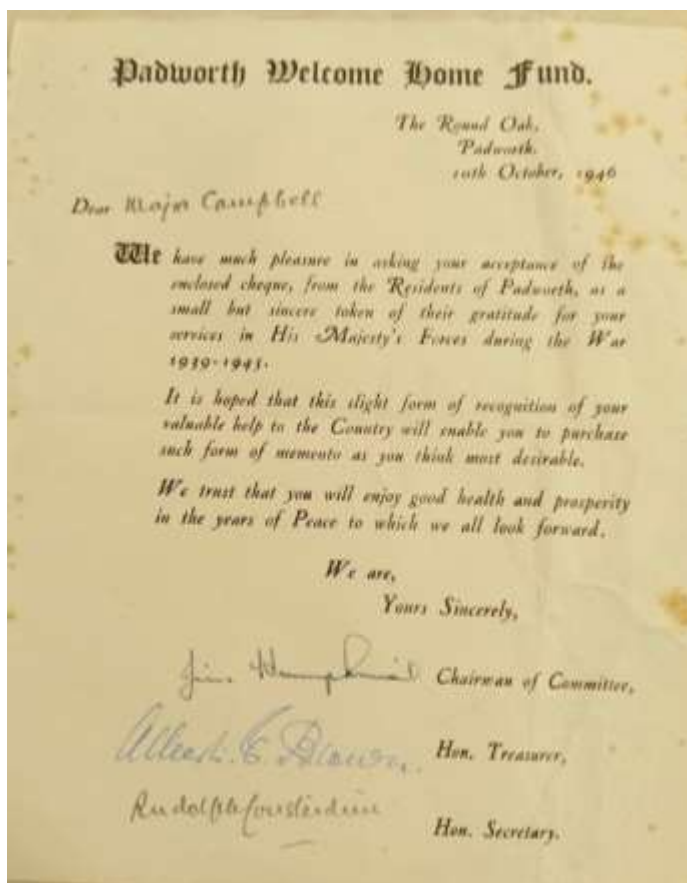 Padworth Welcome Home Fund.
The Round Oak,
Padworth.
10th October, 1946
Dear Major Campbell
We have much pleasure in asking your acceptance of the
enclosed cheque, from the Residents of Padworth, as a
small but sincere token of their gratitude for your
services in His Majesty's Forces during the War
1939-1945.
It is hoped that this slight form of recognition of your
valuable help to the Country will enable you to purchase
such form of memento as you think most desirable.
We trust that you will enjoy good health and prosperity
in the years of Peace to which we all look forward.
We are,
Yours Sincerely,
Chairman of Committee,
Albert E Brown. Hon. Treasurer,
Rudolph Hon. Secretary.